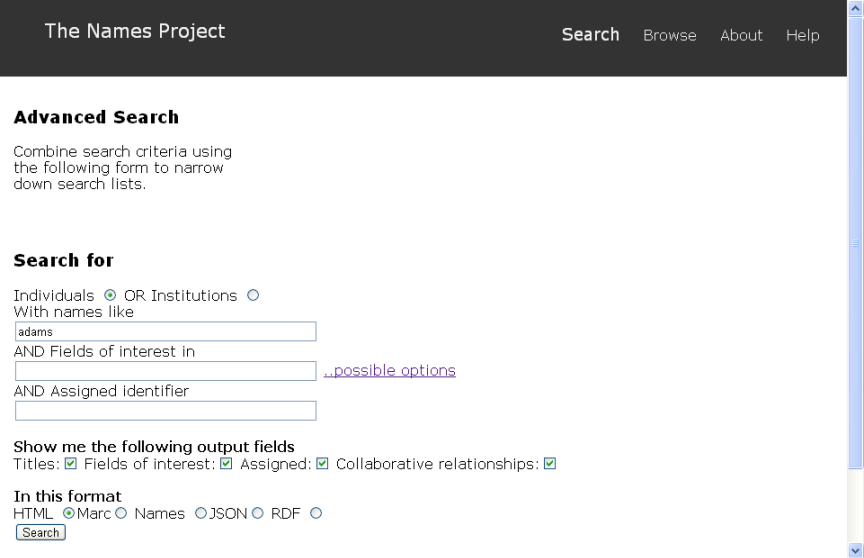 The Names Project
Search Browse About Help
Advanced Search
Combine search criteria using
the following form to narrow
down search lists.
Search for
Individuals OR Institutions
With names like
adams
AND Fields of interest in
..possible options
AND Assigned identifier
Show me the following output fields
Titles: Fields of interest: Assigned: Collaborative relationships:
In this format
HTML Marc Names JSON RDF
Search